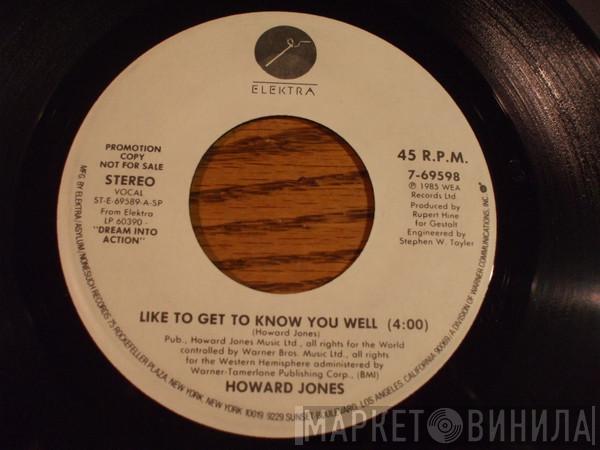 ELEKTRA
PROMOTION
COPY
NOT FOR SALE
STEREO
VOCAL
ST-E-69589-A-SP
From Elektra
LP 60390 -
"DREAM INTO
ACTION"
45 R.P.M.
7-69598
℗ 1985 WEA
Records Ltd.
Produced by
Rupert Hine
for Gestalt
Engineered by
Stephen W. Tayler
LIKE TO GET TO KNOW YOU WELL (4:00)
(Howard Jones)
Pub., Howard Jones Music Ltd., all rights for the World
controlled by Warner Bros. Music Ltd., all rights
for the Western Hemisphere administered by
Warner-Tamerlane Publishing Corp., (BMI)
HOWARD JONES
MFG BY ELEKTRA/ASYLUM/NONESUCH RECORDS 75 ROCKEFELLER PLAZA, NEW YORK, NEW YORK 10019 9229 SUNSET BOULEVARD, LOS ANGELES, CALIFORNIA 90069 A DIVISION OF WARNER COMMUNICATIONS, INC.
МАРКЕТ ВИНИЛА